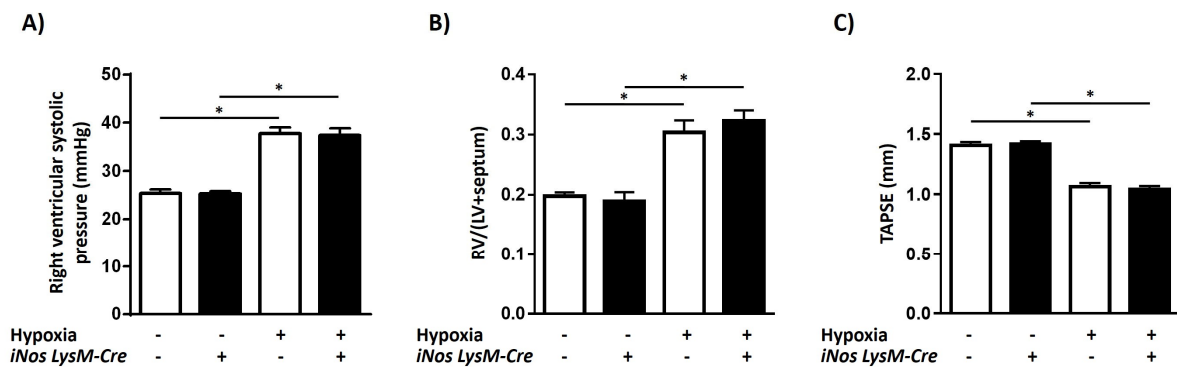 A)
Right ventricular systolic
pressure (mmHg)
50
40
30
20
10
0
*
*
Hypoxia - - + +
iNos LysM-Cre - + - +
B)
RV/(LV+septum)
0.4
0.3
0.2
0.1
0.0
*
*
Hypoxia - - + +
iNos LysM-Cre - + - +
C)
TAPSE (mm)
2.0
1.5
1.0
0.5
0.0
*
*
Hypoxia - - + +
iNos LysM-Cre - + - +